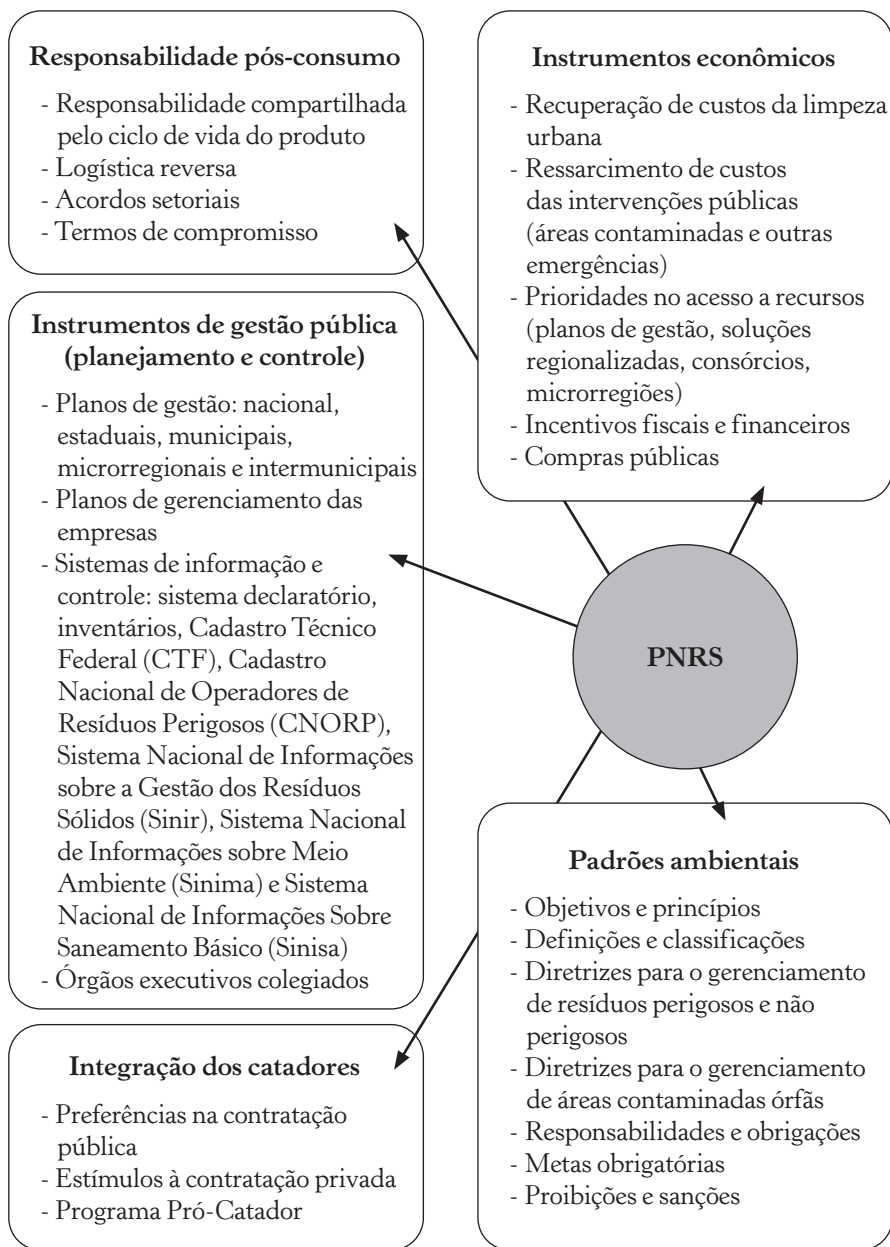 Responsabilidade pós-consumo
- Responsabilidade compartilhada
pelo ciclo de vida do produto
- Logística reversa
- Acordos setoriais
- Termos de compromisso
Instrumentos econômicos
- Recuperação de custos da limpeza
urbana
- Ressarcimento de custos
das intervenções públicas
(áreas contaminadas e outras
emergências)
- Prioridades no acesso a recursos
(planos de gestão, soluções
regionalizadas, consórcios,
microrregiões)
- Incentivos fiscais e financeiros
- Compras públicas
Instrumentos de gestão pública
(planejamento e controle)
- Planos de gestão: nacional,
estaduais, municipais,
microrregionais e intermunicipais
- Planos de gerenciamento das
empresas
- Sistemas de informação e
controle: sistema declaratório,
inventários, Cadastro Técnico
Federal (CTF), Cadastro
Nacional de Operadores de
Resíduos Perigosos (CNORP),
Sistema Nacional de Informações
sobre a Gestão dos Resíduos
Sólidos (Sinir), Sistema Nacional
de Informações sobre Meio
Ambiente (Sinima) e Sistema
Nacional de Informações Sobre
Saneamento Básico (Sinisa)
- Órgãos executivos colegiados
PNRS
Integração dos catadores
- Preferências na contratação
pública
- Estímulos à contratação privada
- Programa Pró-Catador
Padrões ambientais
- Objetivos e princípios
- Definições e classificações
- Diretrizes para o gerenciamento
de resíduos perigosos e não
perigosos
- Diretrizes para o gerenciamento
de áreas contaminadas órfãs
- Responsabilidades e obrigações
- Metas obrigatórias
- Proibições e sanções